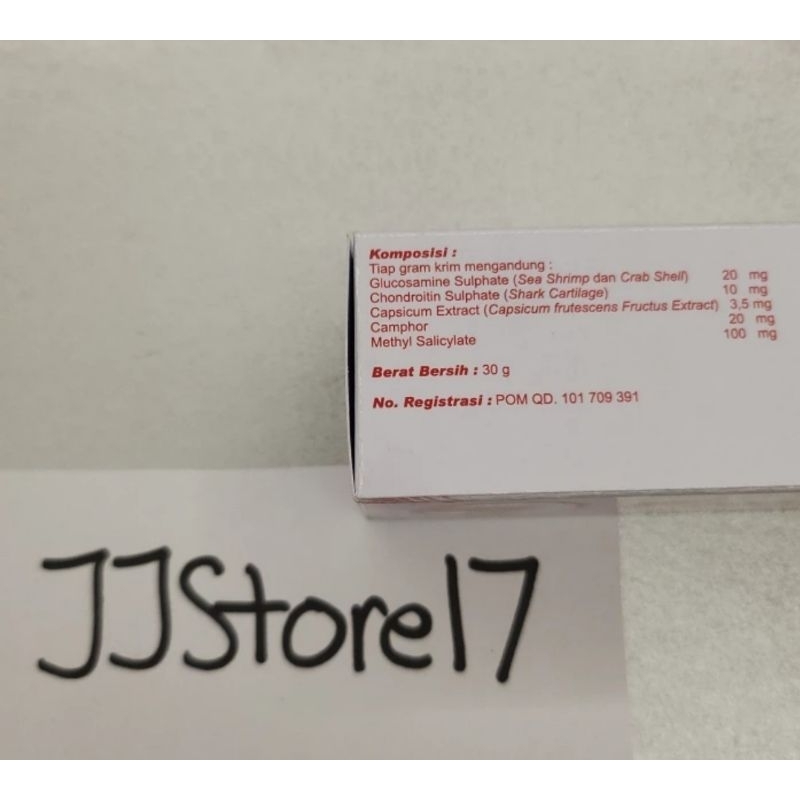 Komposisi :
Tiap gram krim mengandung :
Glucosamine Sulphate (Sea Shrimp dan Crab Shell) 20 mg
Chondroitin Sulphate (Shark Cartilage) 10 mg
Capsicum Extract (Capsicum frutescens Fructus Extract) 3,5 mg
Camphor 20 mg
Methyl Salicylate 100 mg
Berat Bersih : 30 g
No. Registrasi : POM QD. 101 709 391
JJStore17